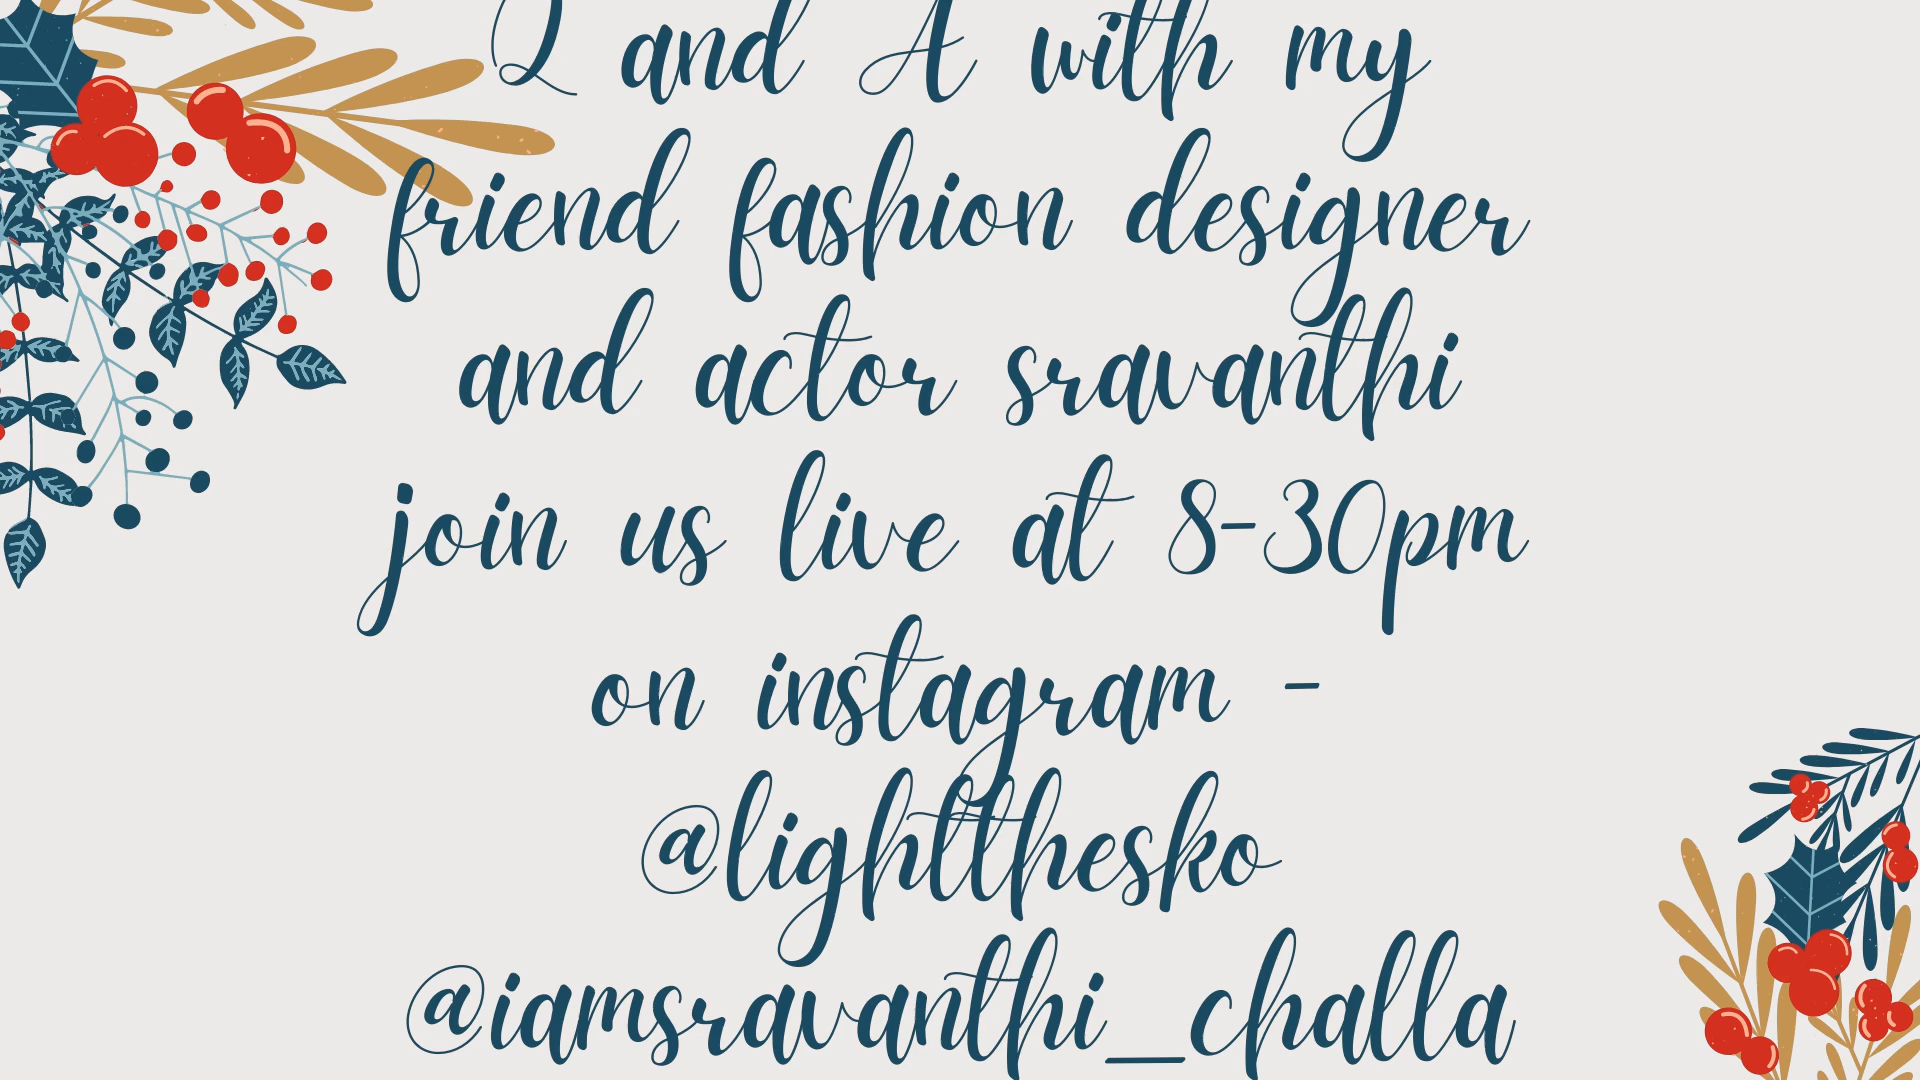 Q and A with my
friend fashion designer
and actor sravanthi
join us live at 8-30pm
on instagram -
@lightthesko
@iamsravanthi_challa